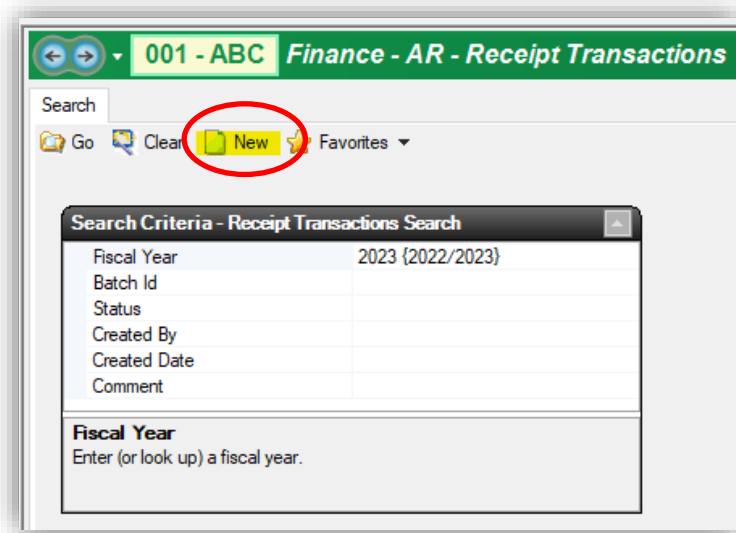 001 - ABC Finance - AR - Receipt Transactions
Search
Go Clear New Favorites
Search Criteria - Receipt Transactions Search
Fiscal Year 2023 {2022/2023}
Batch Id
Status
Created By
Created Date
Comment
Fiscal Year
Enter (or look up) a fiscal year.